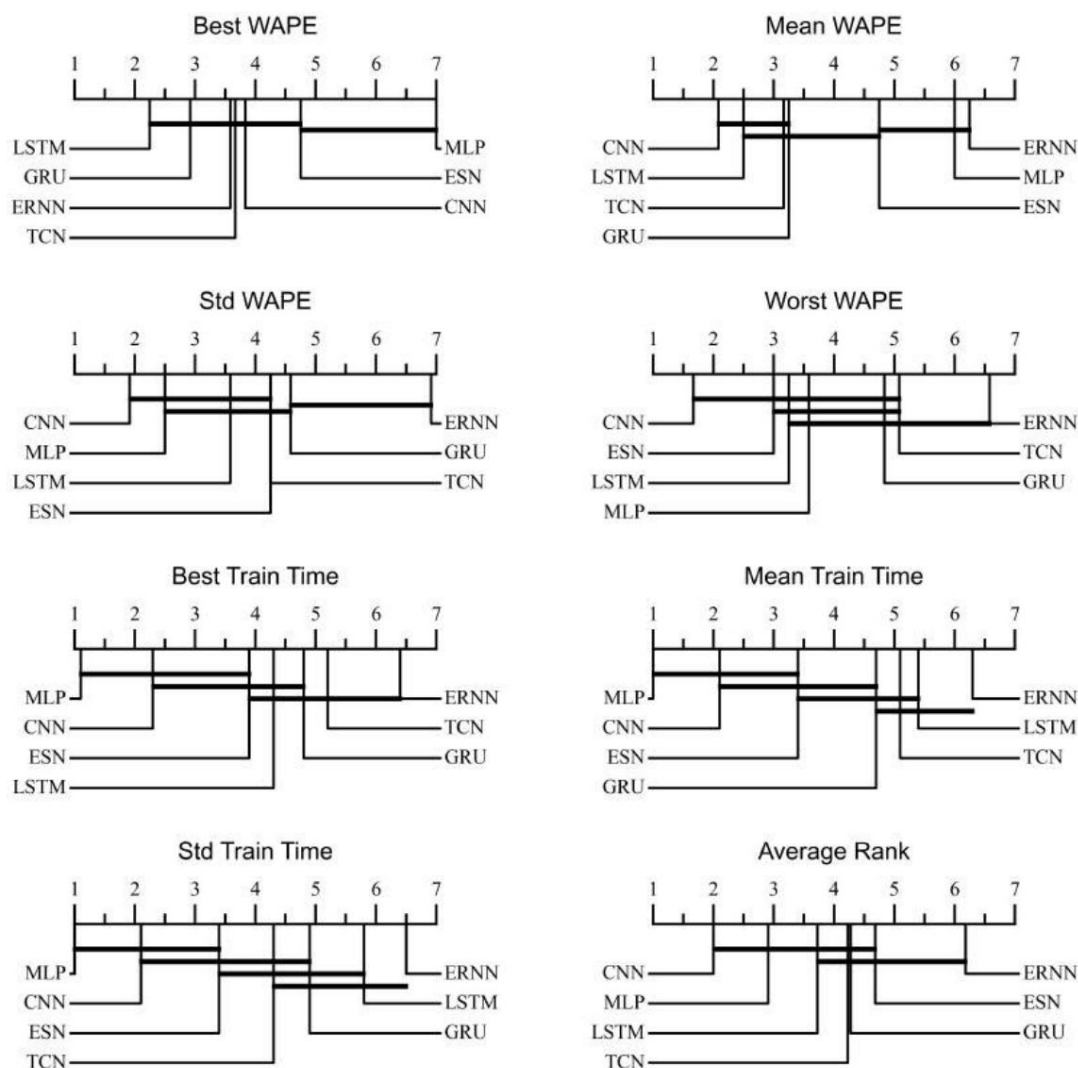 Best WAPE
1 2 3 4 5 6 7
LSTM MLP
GRU ESN
ERNN CNN
TCN
Mean WAPE
1 2 3 4 5 6 7
CNN ERNN
LSTM MLP
TCN ESN
GRU
Std WAPE
1 2 3 4 5 6 7
CNN ERNN
MLP GRU
LSTM TCN
ESN
Worst WAPE
1 2 3 4 5 6 7
CNN ERNN
ESN TCN
LSTM GRU
MLP
Best Train Time
1 2 3 4 5 6 7
MLP ERNN
CNN TCN
ESN GRU
LSTM
Mean Train Time
1 2 3 4 5 6 7
MLP ERNN
CNN LSTM
ESN TCN
GRU
Std Train Time
1 2 3 4 5 6 7
MLP ERNN
CNN LSTM
ESN GRU
TCN
Average Rank
1 2 3 4 5 6 7
CNN ERNN
MLP ESN
LSTM GRU
TCN